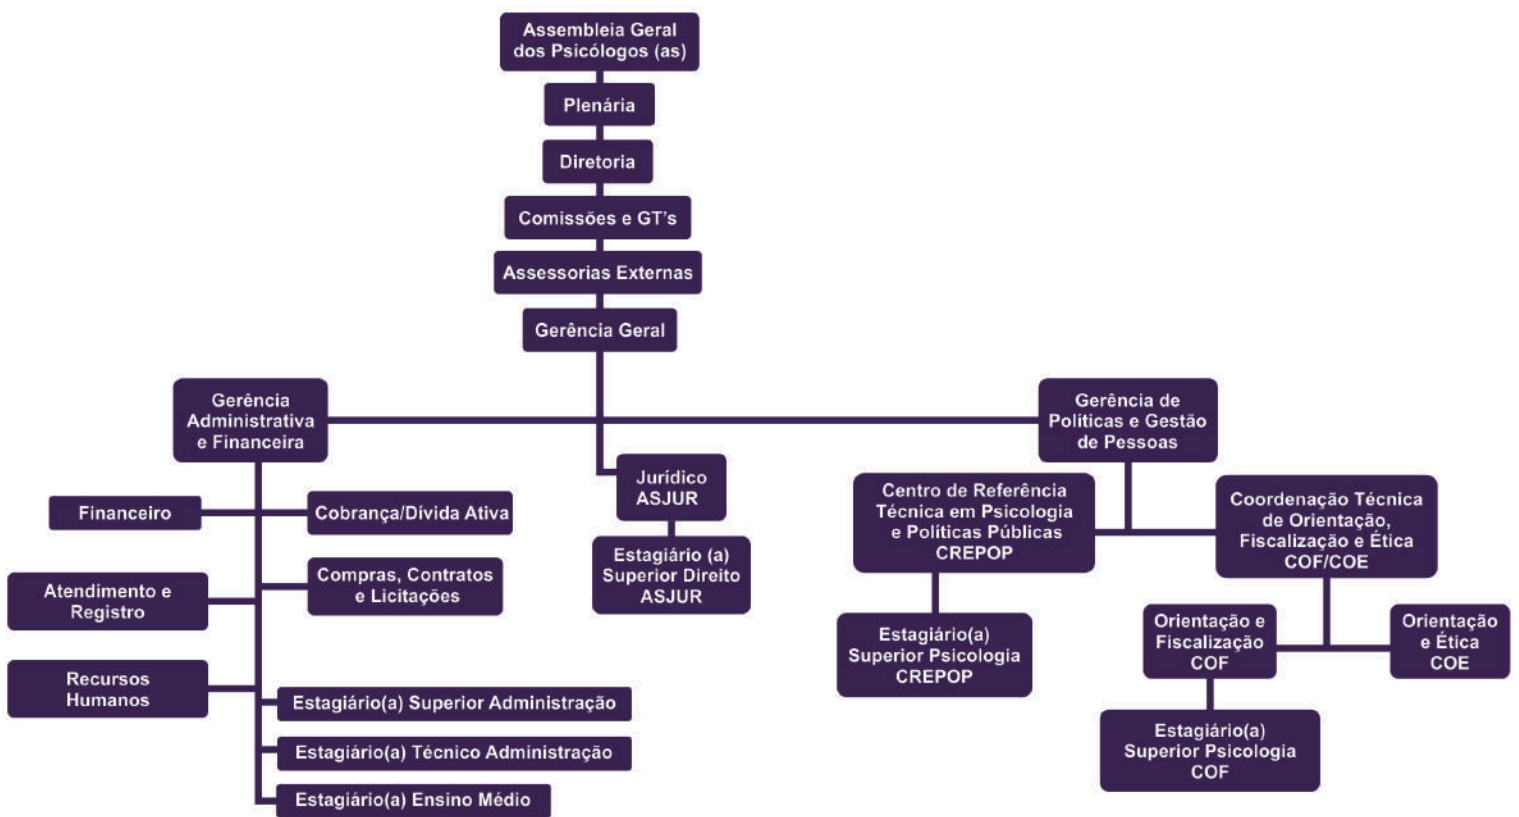 Assembleia Geral
dos Psicólogos (as)
Plenária
Diretoria
Comissões e GT's
Assessorias Externas
Gerência Geral
Gerência
Administrativa
e Financeira
Gerência de
Políticas e Gestão
de Pessoas
Jurídico
ASJUR
Estagiário (a)
Superior Direito
ASJUR
Financeiro
Cobrança/Dívida Ativa
Atendimento e
Registro
Compras, Contratos
e Licitações
Recursos
Humanos
Estagiário(a) Superior Administração
Estagiário(a) Técnico Administração
Estagiário(a) Ensino Médio
Centro de Referência
Técnica em Psicologia
e Políticas Públicas
CREPOP
Estagiário(a)
Superior Psicologia
CREPOP
Coordenação Técnica
de Orientação,
Fiscalização e Ética
COF/COE
Orientação e
Fiscalização
COF
Orientação
e Ética
COE
Estagiário(a)
Superior Psicologia
COF